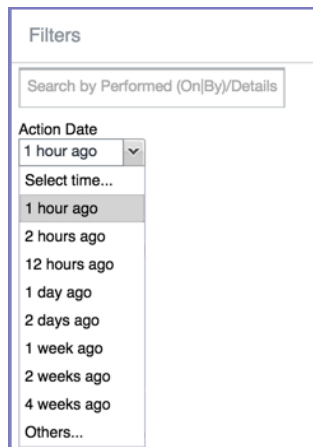 Filters
Search by Performed (On|By)/Details
Action Date
1 hour ago
Select time...
1 hour ago
2 hours ago
12 hours ago
1 day ago
2 days ago
1 week ago
2 weeks ago
4 weeks ago
Others...